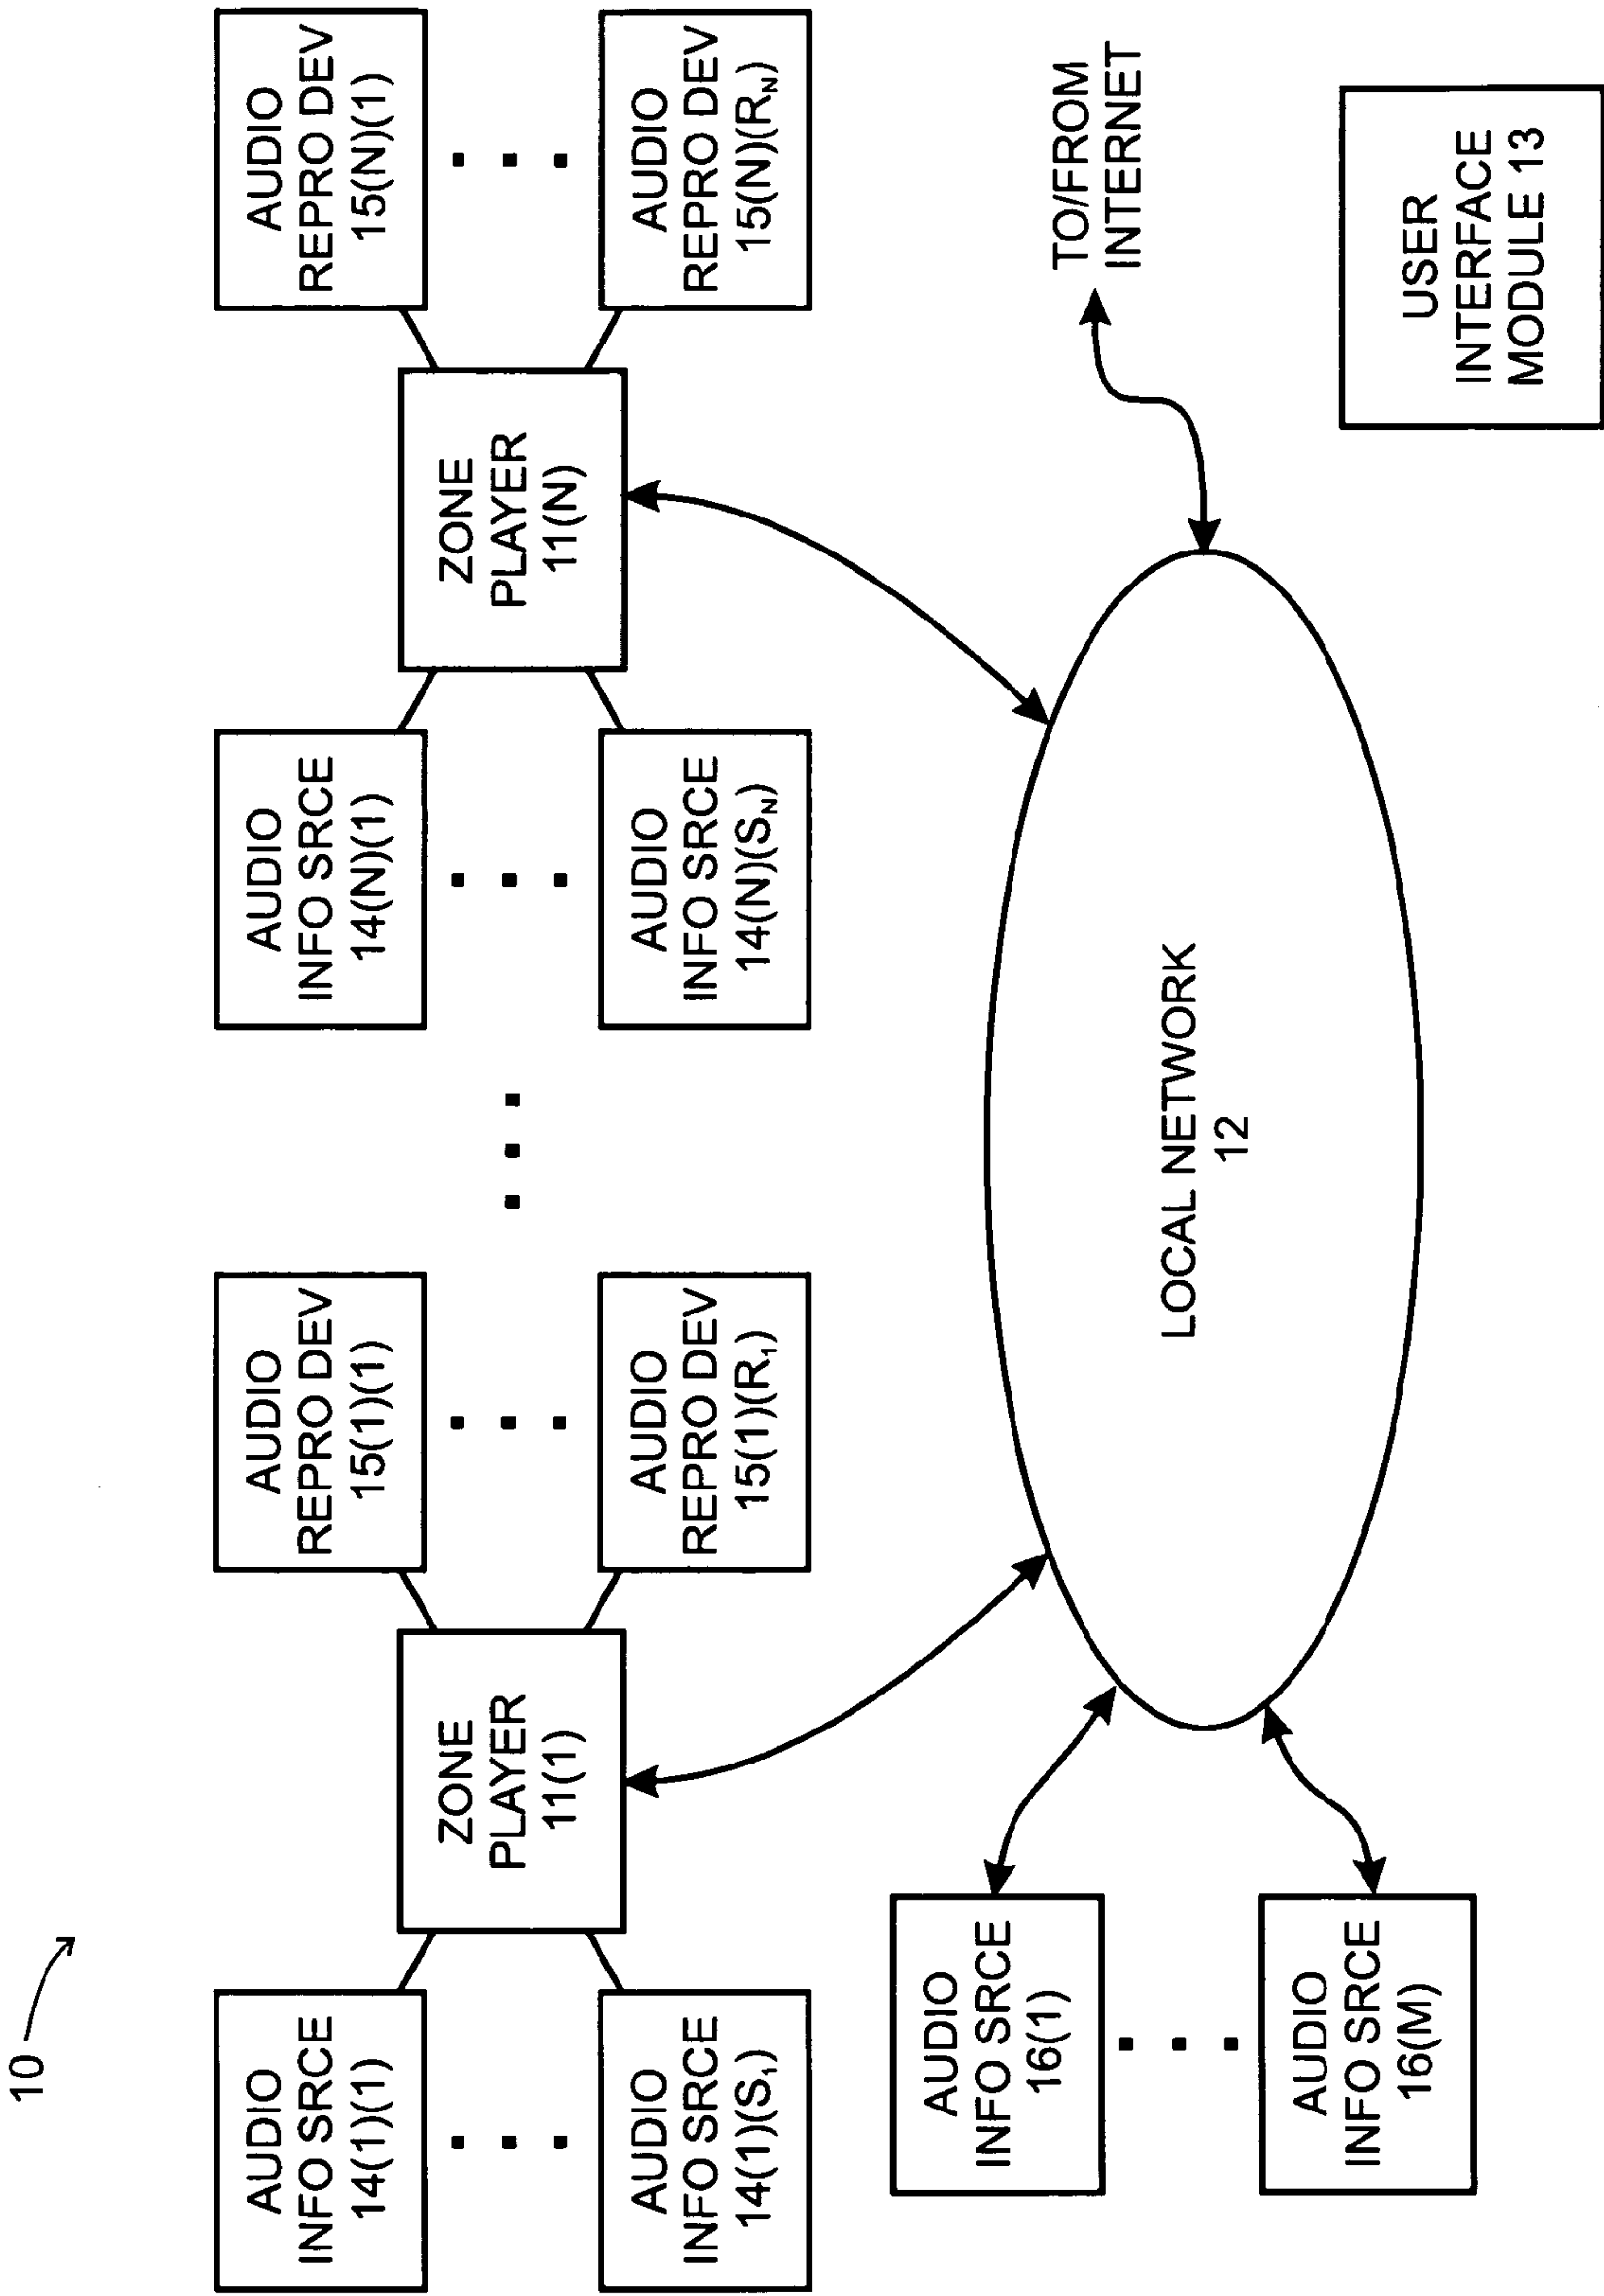 10
AUDIO
INFO SRCE
14(1)(1)
AUDIO
INFO SRCE
14(1)(S₁)
ZONE
PLAYER
11(1)
AUDIO
REPRO DEV
15(1)(1)
AUDIO
REPRO DEV
15(1)(R₁)
AUDIO
INFO SRCE
14(N)(1)
AUDIO
INFO SRCE
14(N)(Sₙ)
ZONE
PLAYER
11(N)
AUDIO
REPRO DEV
15(N)(1)
AUDIO
REPRO DEV
15(N)(Rₙ)
AUDIO
INFO SRCE
16(1)
AUDIO
INFO SRCE
16(M)
LOCAL NETWORK
12
TO/FROM
INTERNET
USER
INTERFACE
MODULE 13